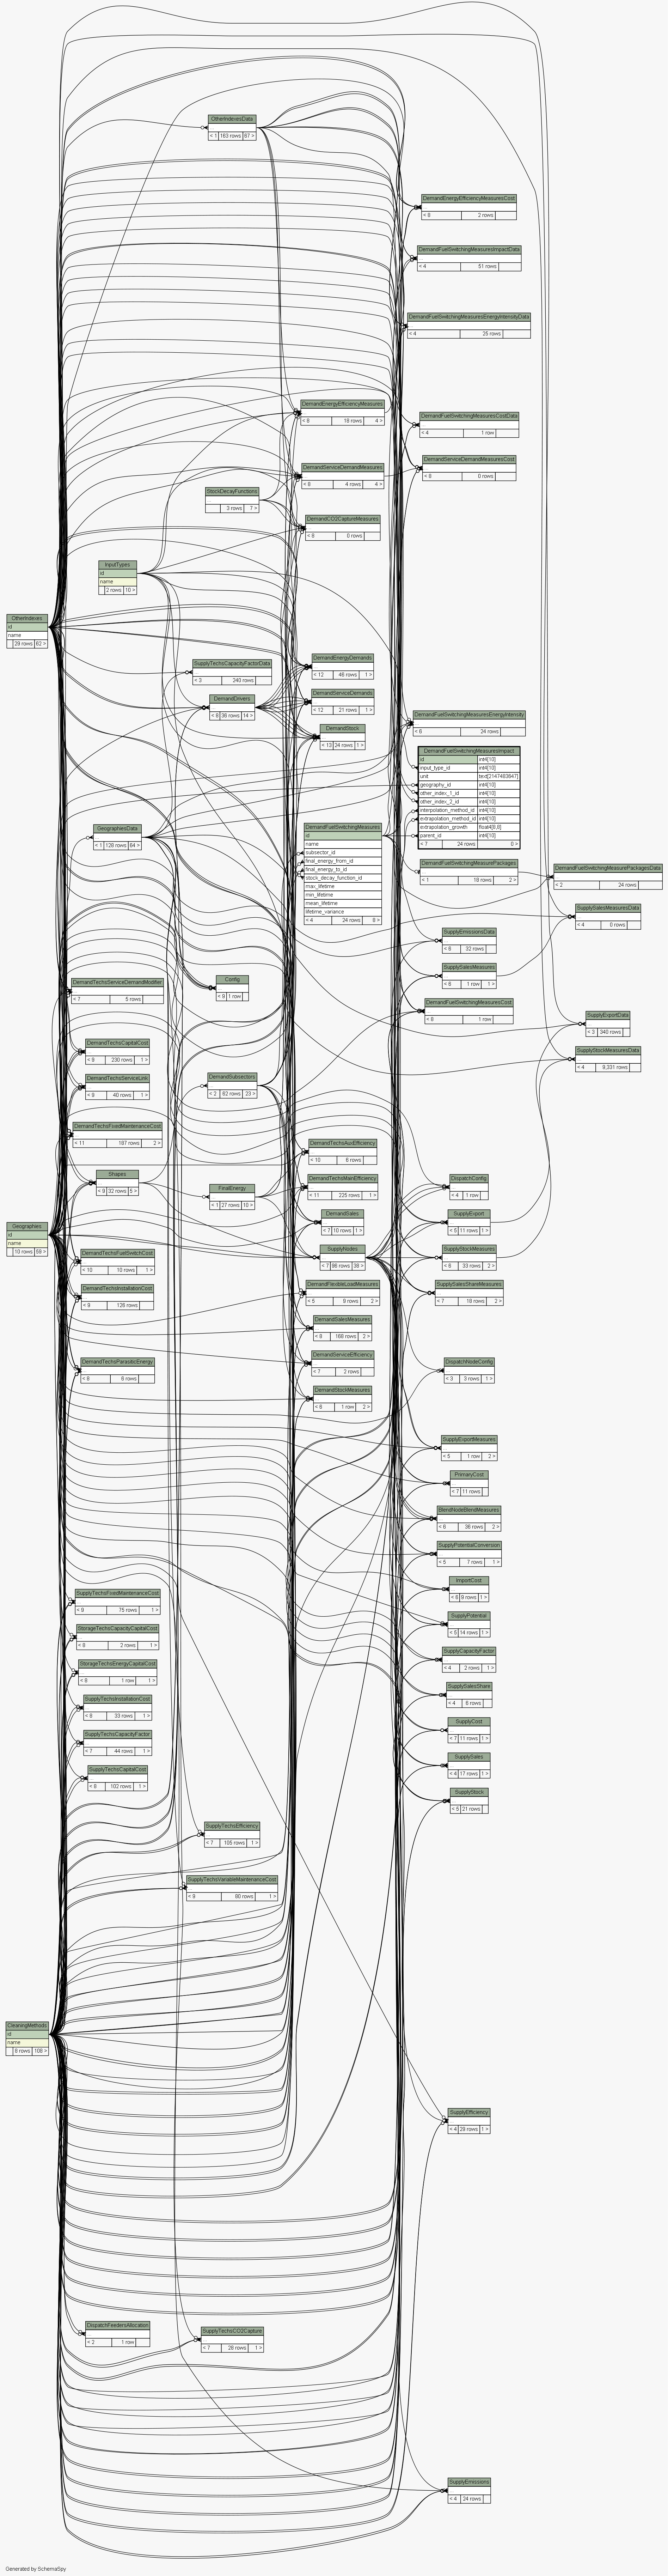 OtherIndexesData
< 1 163 rows 87 >
DemandEnergyEfficiencyMeasuresCost
< 8 2 rows
DemandFuelSwitchingMeasuresImpactData
< 4 51 rows
DemandFuelSwitchingMeasuresEnergyIntensityData
< 4 25 rows
DemandEnergyEfficiencyMeasures
< 8 18 rows 4 >
DemandFuelSwitchingMeasuresCostData
< 4 1 row
DemandServiceDemandMeasuresCost
< 8 0 rows
DemandServiceDemandMeasures
< 8 4 rows 4 >
StockDecayFunctions
3 rows 7 >
DemandCO2CaptureMeasures
< 8 0 rows
InputTypes
id
name
2 rows 10 >
OtherIndexes
id
name
29 rows 62 >
SupplyTechsCapacityFactorData
< 3 240 rows
DemandEnergyDemands
< 12 46 rows 1 >
DemandServiceDemands
< 12 21 rows 1 >
DemandDrivers
< 6 36 rows 14 >
DemandStock
< 13 24 rows 1 >
DemandFuelSwitchingMeasuresEnergyIntensity
< 6 24 rows
DemandFuelSwitchingMeasuresImpact
id int4[10]
input_type_id int4[10]
unit text[2147483647]
geography_id int4[10]
other_index_1_id int4[10]
other_index_2_id int4[10]
interpolation_method_id int4[10]
extrapolation_method_id int4[10]
extrapolation_growth float4[8,8]
parent_id int4[10]
< 7 24 rows 0 >
GeographiesData
< 1 128 rows 84 >
DemandFuelSwitchingMeasures
id
name
subsector_id
final_energy_from_id
final_energy_to_id
stock_decay_function_id
max_lifetime
min_lifetime
mean_lifetime
lifetime_variance
< 4 24 rows 8 >
DemandFuelSwitchingMeasurePackages
< 1 18 rows 2 >
DemandFuelSwitchingMeasurePackagesData
< 2 24 rows
SupplySalesMeasuresData
< 4 0 rows
SupplyEmissionsData
< 6 32 rows
SupplySalesMeasures
< 6 1 row 1 >
DemandTechsServiceDemandModifier
< 7 5 rows
Config
< 9 1 row
DemandFuelSwitchingMeasuresCost
< 8 1 row
SupplyExportData
< 3 340 rows
DemandTechsCapitalCost
< 8 230 rows 1 >
SupplyStockMeasuresData
< 4 9,331 rows
DemandTechsServiceLink
< 8 40 rows 1 >
DemandSubsectors
< 2 82 rows 23 >
DemandTechsFixedMaintenanceCost
< 11 187 rows 2 >
DemandTechsAuxEfficiency
< 10 6 rows
Shapes
< 9 32 rows 5 >
DemandTechsMainEfficiency
< 11 225 rows 1 >
FinalEnergy
< 1 27 rows 10 >
DispatchConfig
< 4 1 row
DemandSales
< 7 10 rows 1 >
SupplyExport
< 5 11 rows 1 >
Geographies
id
name
10 rows 59 >
SupplyNodes
< 7 96 rows 38 >
SupplyStockMeasures
< 6 33 rows 2 >
DemandTechsFuelSwitchCost
< 10 10 rows 1 >
DemandTechsInstallationCost
< 9 126 rows
DemandFlexibleLoadMeasures
< 5 9 rows 2 >
SupplySalesShareMeasures
< 7 18 rows 2 >
DemandSalesMeasures
< 8 168 rows 2 >
DemandTechsParasiticEnergy
< 8 6 rows
DemandServiceEfficiency
< 7 2 rows
DispatchNodeConfig
< 3 3 rows 1 >
DemandStockMeasures
< 8 1 row 2 >
SupplyExportMeasures
< 5 1 row 2 >
PrimaryCost
< 7 11 rows
BlendNodeBlendMeasures
< 6 36 rows 2 >
SupplyPotentialConversion
< 5 7 rows 1 >
ImportCost
< 6 9 rows 1 >
SupplyTechsFixedMaintenanceCost
< 9 75 rows 1 >
SupplyPotential
< 5 14 rows 1 >
StorageTechsCapacityCapitalCost
< 9 2 rows 1 >
SupplyCapacityFactor
< 4 2 rows 1 >
StorageTechsEnergyCapitalCost
< 8 1 row 1 >
SupplySalesShare
< 4 6 rows
SupplyTechsInstallationCost
< 8 33 rows 1 >
SupplyCost
< 7 11 rows 1 >
SupplyTechsCapacityFactor
< 7 44 rows 1 >
SupplySales
< 4 17 rows 1 >
SupplyTechsCapitalCost
< 8 102 rows 1 >
SupplyStock
< 5 21 rows
SupplyTechsEfficiency
< 7 105 rows 1 >
SupplyTechsVariableMaintenanceCost
< 9 80 rows 1 >
CleaningMethods
id
name
8 rows 108 >
SupplyEfficiency
< 4 28 rows 1 >
DispatchFeedersAllocation
< 2 1 row
SupplyTechsCO2Capture
< 7 28 rows 1 >
SupplyEmissions
< 4 24 rows
Generated by SchemaSpy